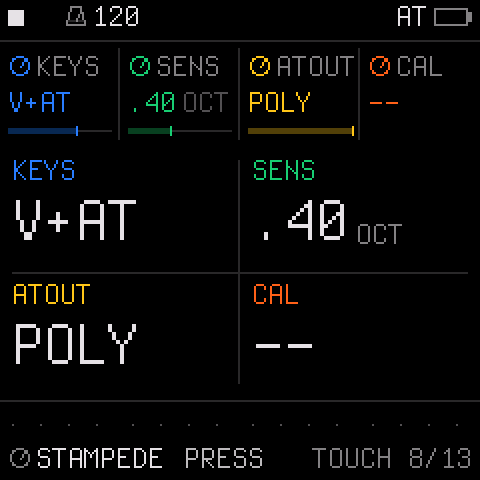 120 AT
KEYS SENS ATOUT CAL
V+AT .40 OCT POLY --
KEYS SENS
V+AT .40 OCT
ATOUT CAL
POLY --
STAMPEDE PRESS TOUCH 8/13